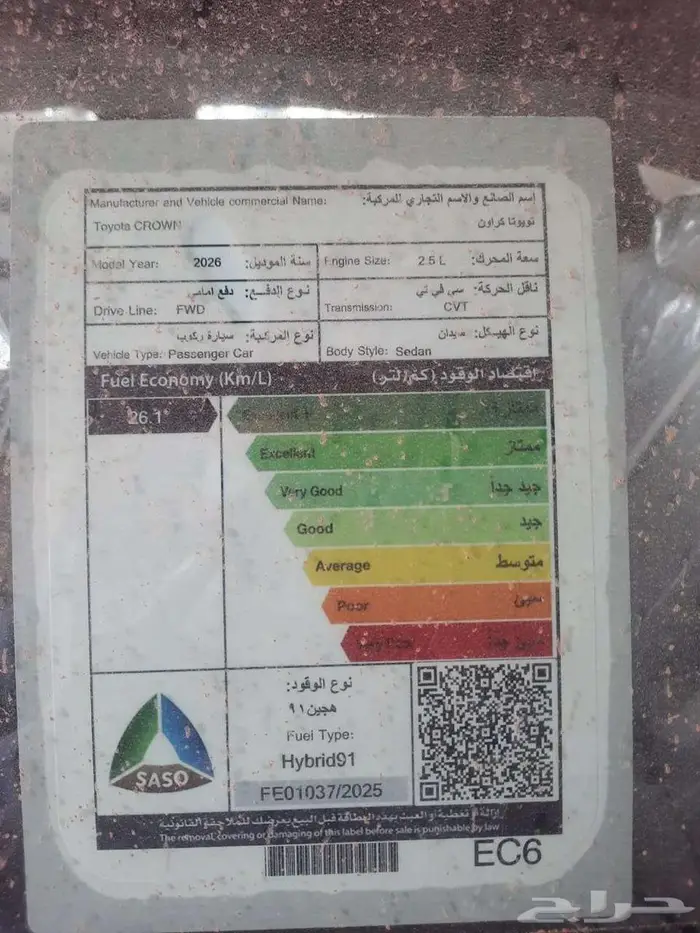 Manufacturer and Vehicle commercial Name: إسم الصانع والاسم التجاري للمركبة:
Toyota CROWN تويوتا كراون
Model Year: 2026 سنة الموديل:
Engine Size: 2.5 L سعة المحرك:
نوع الدفع: دفع امامي
Drive Line: FWD
ناقل الحركة: سي في تي
Transmission: CVT
نوع المركبة: سيارة ركوب
Vehicle Type: Passenger Car
نوع الهيكل: سيدان
Body Style: Sedan
Fuel Economy (Km/L) اقتصاد الوقود (كم/لتر)
26.1
Excellent ممتاز
Very Good جيد جدا
Good جيد
Average متوسط
Poor سيئ
SASO
نوع الوقود:
هجين ٩١
Fuel Type:
Hybrid91
FE01037/2025
The removal, covering or damaging of this label before sale is punishable by law
EC6
حراج